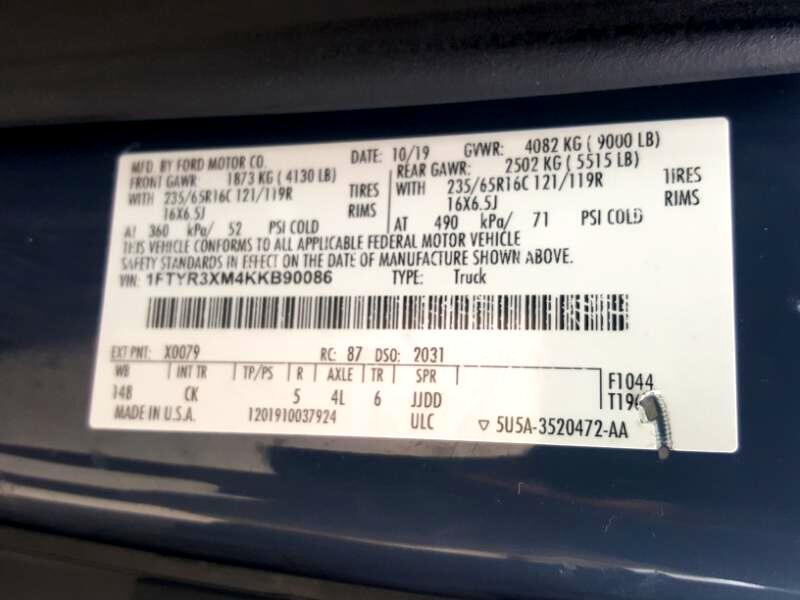 MFD. BY FORD MOTOR CO. DATE: 10/19 GVWR: 4082 KG ( 9000 LB)
FRONT GAWR: 1873 KG ( 4130 LB) REAR GAWR: 2502 KG ( 5515 LB)
WITH 235/65R16C 121/119R TIRES WITH 235/65R16C 121/119R TIRES
16X6.5J RIMS 16X6.5J RIMS
AT 360 kPa/ 52 PSI COLD AT 490 kPa/ 71 PSI COLD
THIS VEHICLE CONFORMS TO ALL APPLICABLE FEDERAL MOTOR VEHICLE
SAFETY STANDARDS IN EFFECT ON THE DATE OF MANUFACTURE SHOWN ABOVE.
VIN: 1FTYR3XM4KKB90086 TYPE: Truck
EXT PNT: X0079 RC: 87 DSO: 2031
WB INT TR TP/PS R AXLE TR SPR F1044
148 CK 5 4L 6 JJDD
MADE IN U.S.A. 1201910037924 ULC ▽ 5U5A-3520472-AA